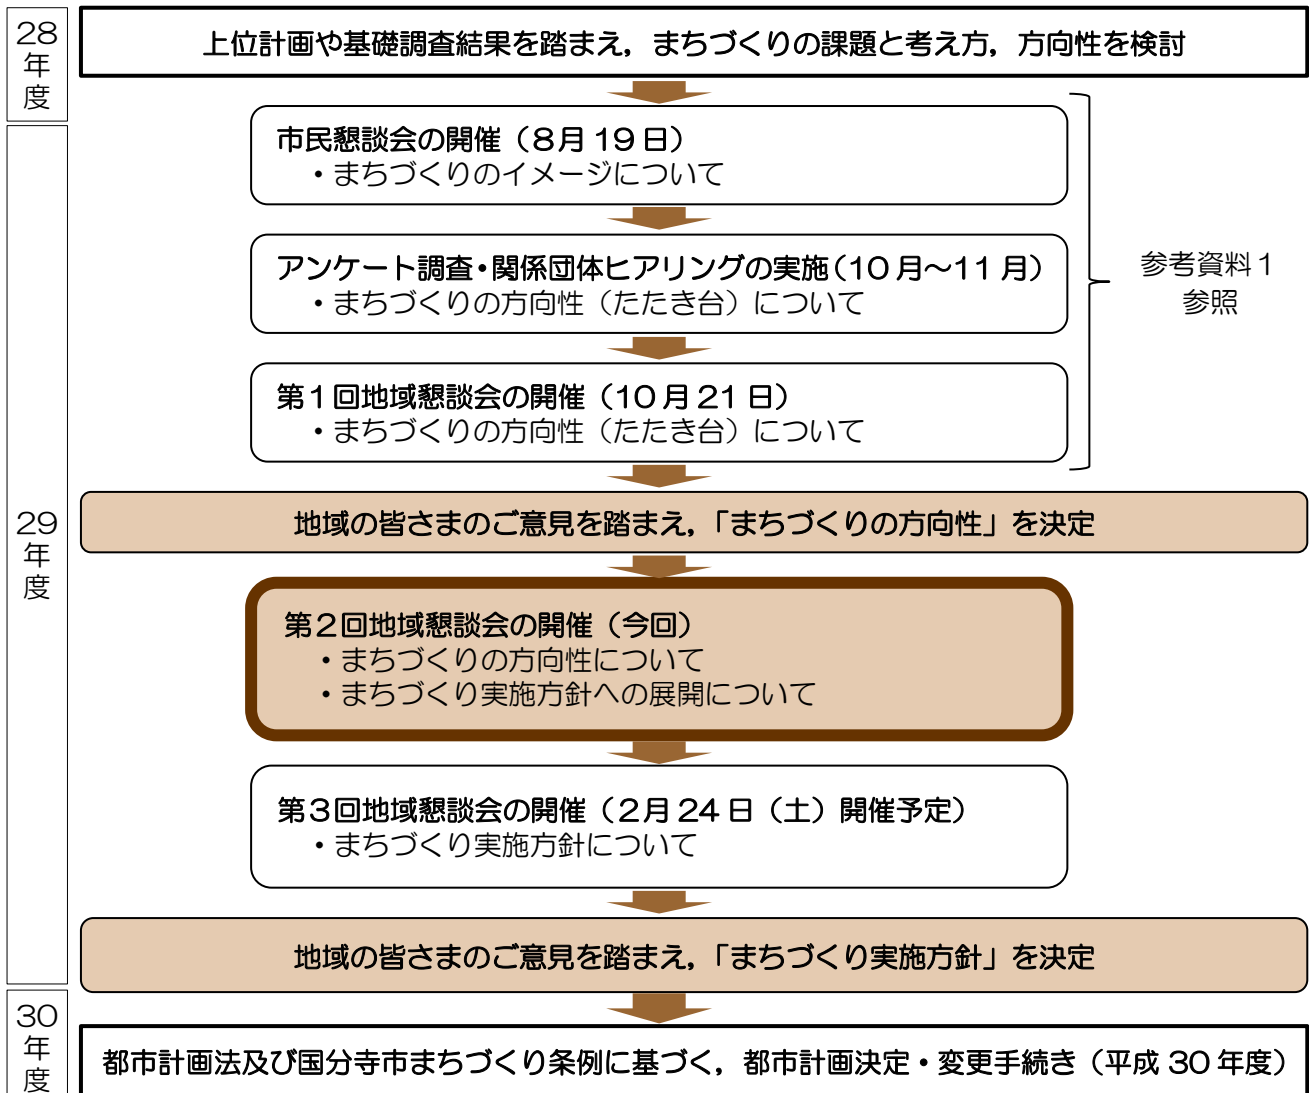 28
年
度
上位計画や基礎調査結果を踏まえ，まちづくりの課題と考え方，方向性を検討
29
年
度
市民懇談会の開催（８月 19 日）
・まちづくりのイメージについて
アンケート調査・関係団体ヒアリングの実施（10 月～11 月）
・まちづくりの方向性（たたき台）について
第１回地域懇談会の開催（10 月 21 日）
・まちづくりの方向性（たたき台）について
参考資料１
参照
地域の皆さまのご意見を踏まえ，「まちづくりの方向性」を決定
第２回地域懇談会の開催（今回）
・まちづくりの方向性について
・まちづくり実施方針への展開について
第３回地域懇談会の開催（２月 24 日（土）開催予定）
・まちづくり実施方針について
地域の皆さまのご意見を踏まえ，「まちづくり実施方針」を決定
30
年
度
都市計画法及び国分寺市まちづくり条例に基づく，都市計画決定・変更手続き（平成 30 年度）